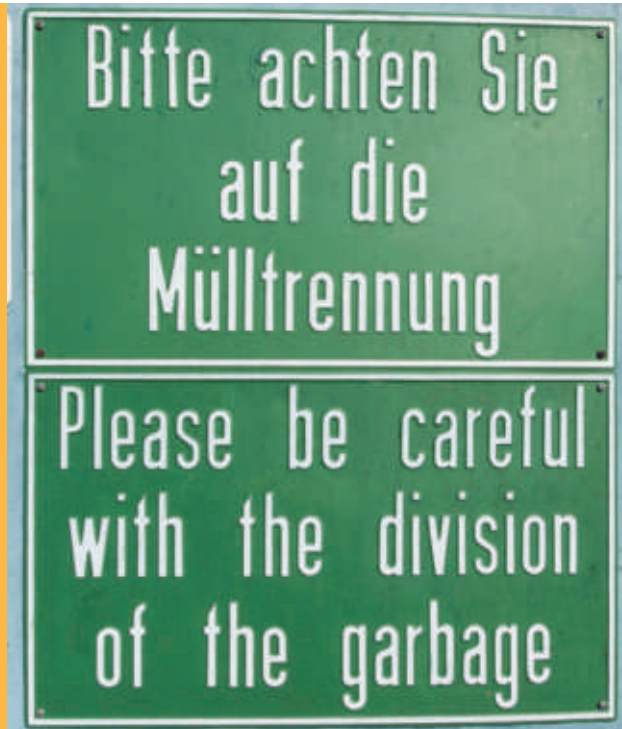 Bitte achten Sie
auf die
Mülltrennung
Please be careful
with the division
of the garbage